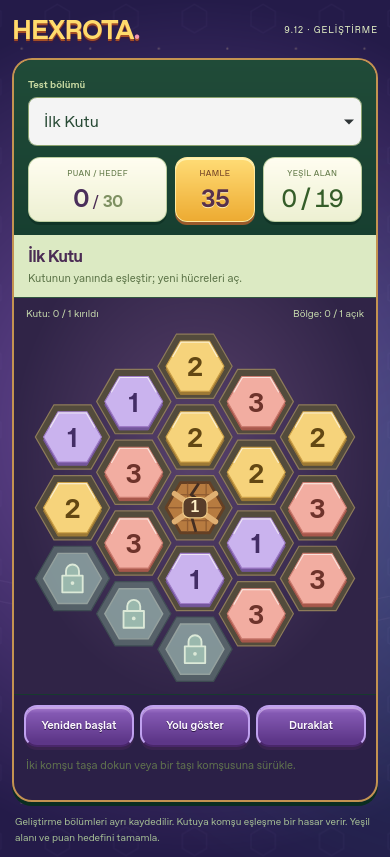 HEXROTA.
9.12 · GELİŞTİRME
Test bölümü
İlk Kutu
PUAN / HEDEF
0 / 30
HAMLE
35
YEŞİL ALAN
0 / 19
İlk Kutu
Kutunun yanında eşleştir; yeni hücreleri aç.
Kutu: 0 / 1 kırıldı
Bölge: 0 / 1 açık
2
1
3
1
2
2
3
2
2
1
3
3
1
1
3
3
Yeniden başlat
Yolu göster
Duraklat
İki komşu taşa dokun veya bir taşı komşusuna sürükle.
Geliştirme bölümleri ayrı kaydedilir. Kutuya komşu eşleşme bir hasar verir. Yeşil
alanı ve puan hedefini tamamla.